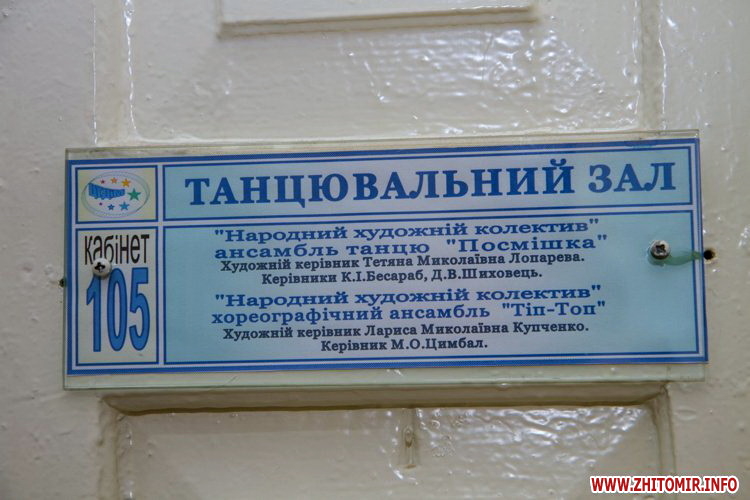 ТАНЦЮВАЛЬНИЙ ЗАЛ
кабінет
105
"Народний художній колектив"
ансамбль танцю "Посмішка"
Художній керівник Тетяна Миколаївна Лопарева.
Керівники К.І.Бесараб, Д.В.Шиховець.
"Народний художній колектив"
хореографічний ансамбль "Тіп-Топ"
Художній керівник Лариса Миколаївна Купченко.
Керівник М.О.Цимбал.
WWW.ZHITOMIR.INFO